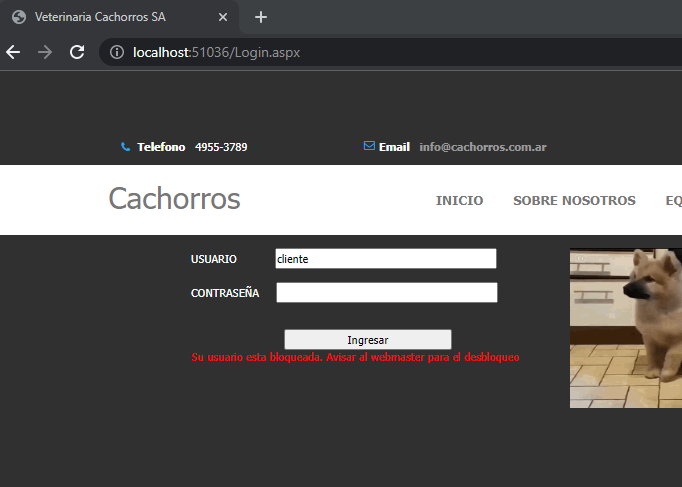 Veterinaria Cachorros SA
localhost:51036/Login.aspx
Telefono 4955-3789 Email info@cachorros.com.ar
Cachorros INICIO SOBRE NOSOTROS EQ
USUARIO cliente
CONTRASEÑA
Ingresar
Su usuario esta bloqueada. Avisar al webmaster para el desbloqueo